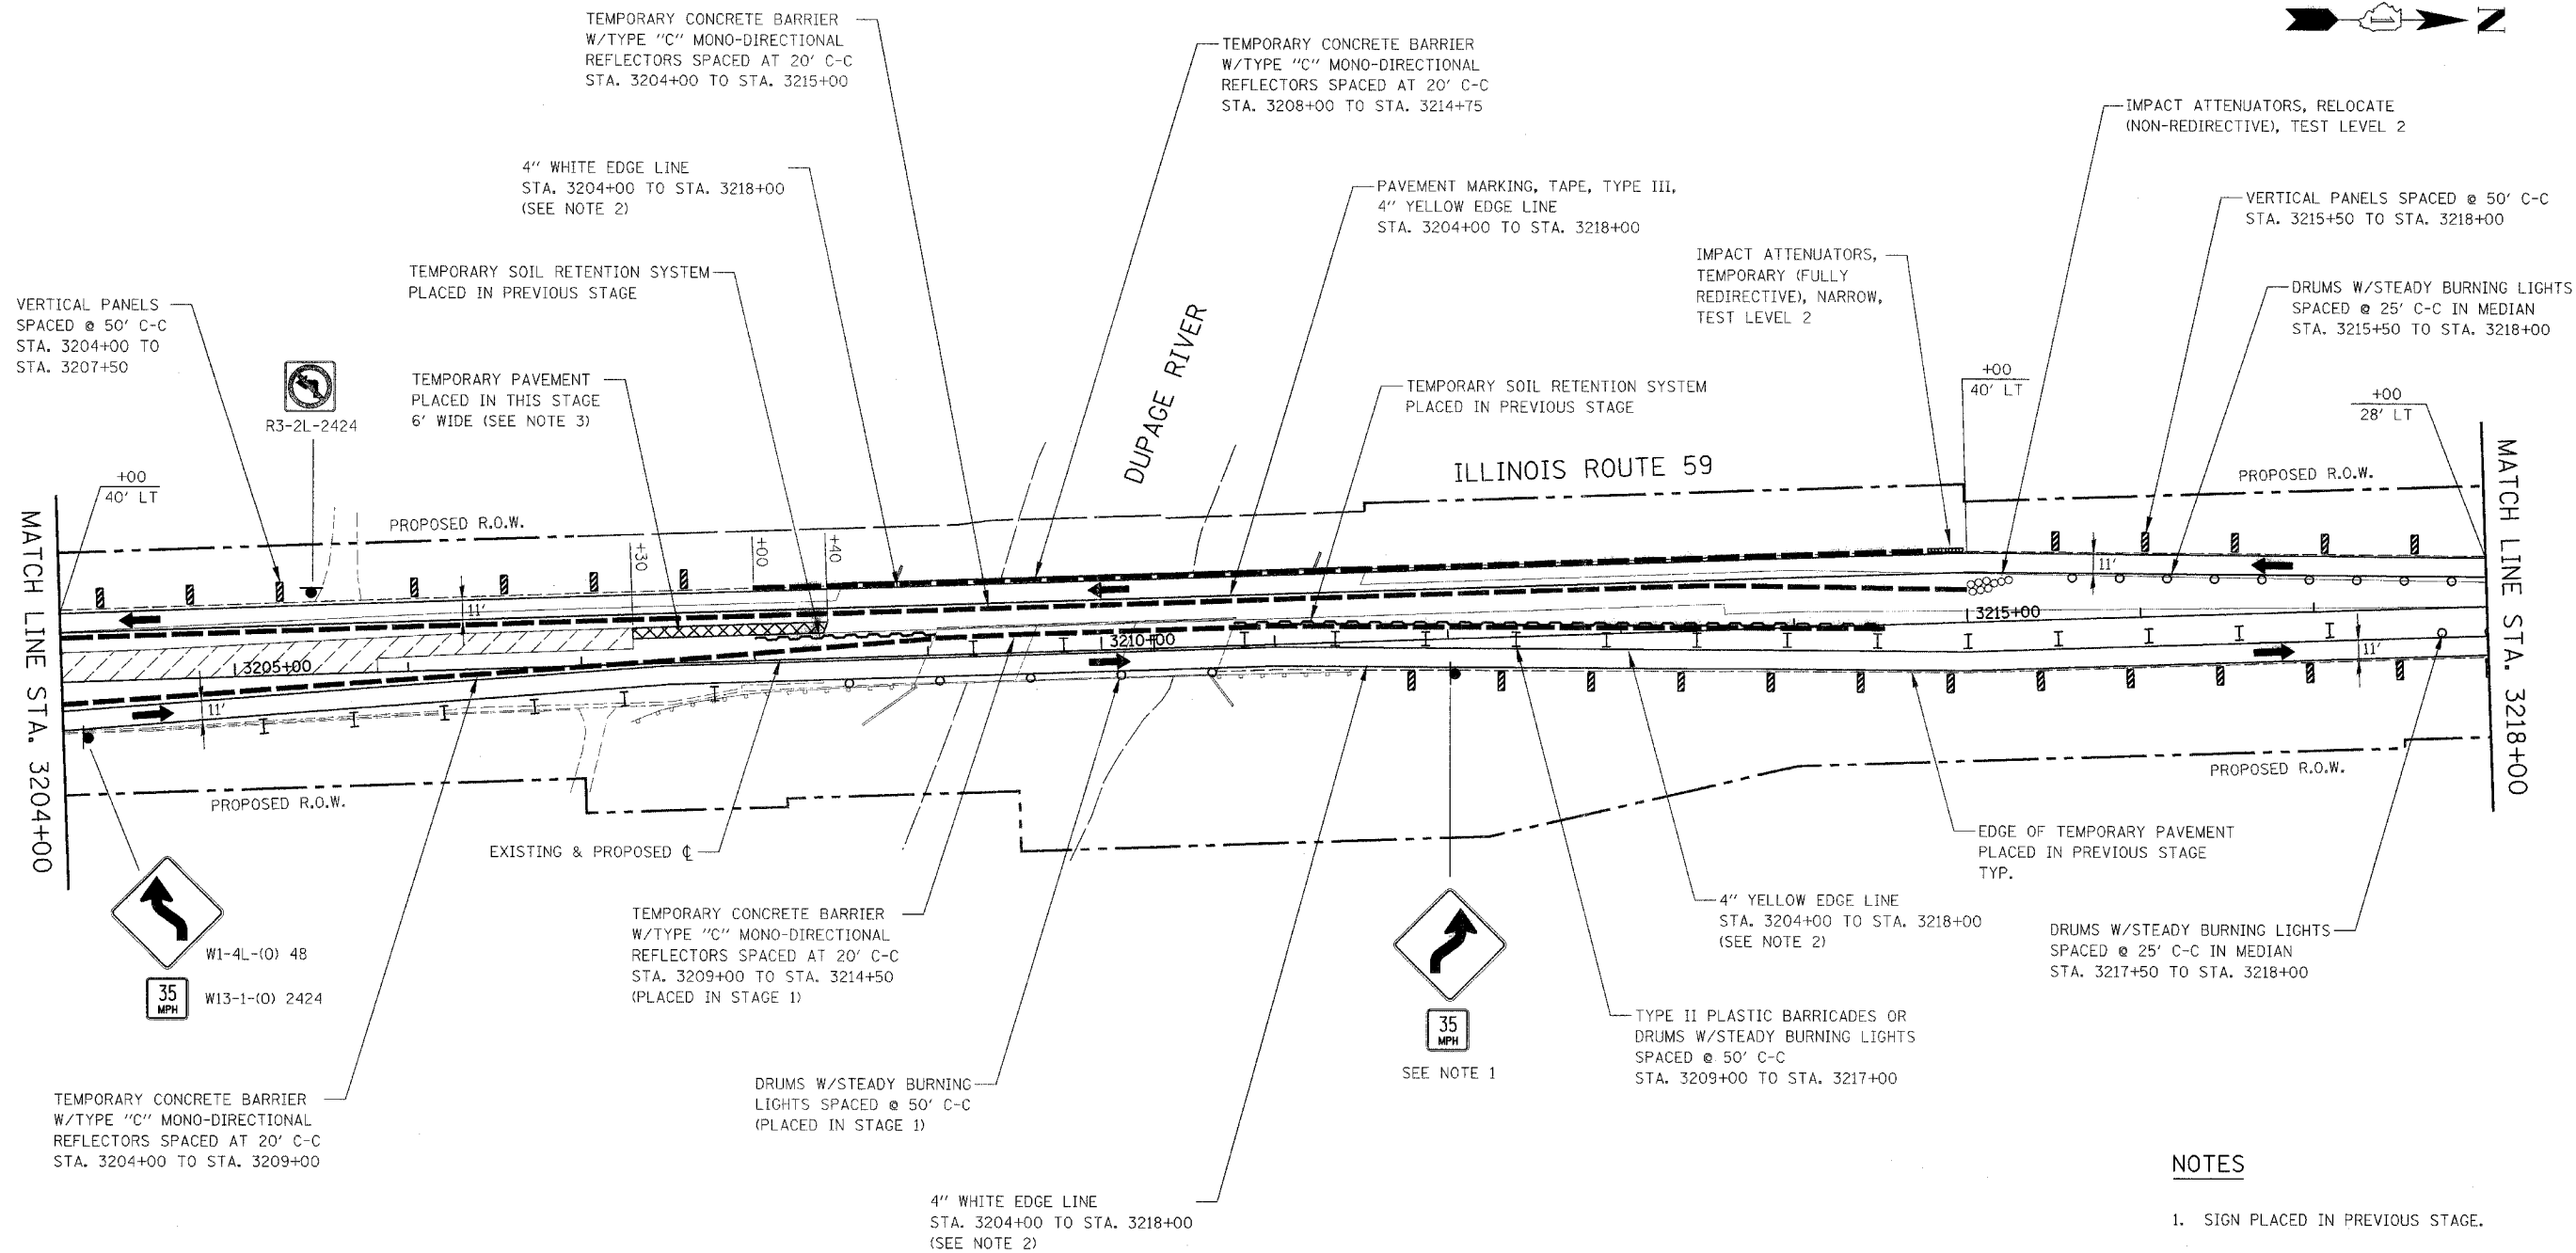 TEMPORARY CONCRETE BARRIER
W/TYPE "C" MONO-DIRECTIONAL
REFLECTORS SPACED AT 20' C-C
STA. 3204+00 TO STA. 3215+00
TEMPORARY CONCRETE BARRIER
W/TYPE "C" MONO-DIRECTIONAL
REFLECTORS SPACED AT 20' C-C
STA. 3208+00 TO STA. 3214+75
N
IMPACT ATTENUATORS, RELOCATE
(NON-REDIRECTIVE), TEST LEVEL 2
4" WHITE EDGE LINE
STA. 3204+00 TO STA. 3218+00
(SEE NOTE 2)
PAVEMENT MARKING, TAPE, TYPE III,
4" YELLOW EDGE LINE
STA. 3204+00 TO STA. 3218+00
VERTICAL PANELS SPACED @ 50' C-C
STA. 3215+50 TO STA. 3218+00
TEMPORARY SOIL RETENTION SYSTEM
PLACED IN PREVIOUS STAGE
IMPACT ATTENUATORS,
TEMPORARY (FULLY
REDIRECTIVE), NARROW,
TEST LEVEL 2
DRUMS W/STEADY BURNING LIGHTS
SPACED @ 25' C-C IN MEDIAN
STA. 3215+50 TO STA. 3218+00
VERTICAL PANELS
SPACED @ 50' C-C
STA. 3204+00 TO
STA. 3207+50
R3-2L-2424
TEMPORARY PAVEMENT
PLACED IN THIS STAGE
6' WIDE (SEE NOTE 3)
DUPAGE RIVER
TEMPORARY SOIL RETENTION SYSTEM
PLACED IN PREVIOUS STAGE
+00
40' LT
+00
28' LT
+00
40' LT
ILLINOIS ROUTE 59
PROPOSED R.O.W.
PROPOSED R.O.W.
MATCH LINE STA. 3204+00
MATCH LINE STA. 3218+00
+30
+00
+40
11'
11'
11'
11'
3205+00
3210+00
3215+00
PROPOSED R.O.W.
PROPOSED R.O.W.
EXISTING & PROPOSED ℄
W1-4L-(O) 48
35
MPH
W13-1-(O) 2424
TEMPORARY CONCRETE BARRIER
W/TYPE "C" MONO-DIRECTIONAL
REFLECTORS SPACED AT 20' C-C
STA. 3209+00 TO STA. 3214+50
(PLACED IN STAGE 1)
35
MPH
SEE NOTE 1
EDGE OF TEMPORARY PAVEMENT
PLACED IN PREVIOUS STAGE
TYP.
4" YELLOW EDGE LINE
STA. 3204+00 TO STA. 3218+00
(SEE NOTE 2)
DRUMS W/STEADY BURNING LIGHTS
SPACED @ 25' C-C IN MEDIAN
STA. 3217+50 TO STA. 3218+00
TYPE II PLASTIC BARRICADES OR
DRUMS W/STEADY BURNING LIGHTS
SPACED @ 50' C-C
STA. 3209+00 TO STA. 3217+00
TEMPORARY CONCRETE BARRIER
W/TYPE "C" MONO-DIRECTIONAL
REFLECTORS SPACED AT 20' C-C
STA. 3204+00 TO STA. 3209+00
DRUMS W/STEADY BURNING
LIGHTS SPACED @ 50' C-C
(PLACED IN STAGE 1)
4" WHITE EDGE LINE
STA. 3204+00 TO STA. 3218+00
(SEE NOTE 2)
NOTES
1. SIGN PLACED IN PREVIOUS STAGE.